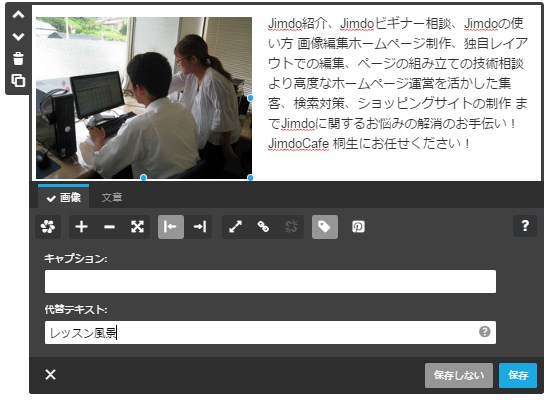 Jimdo紹介、Jimdoビギナー相談、Jimdoの使
い方 画像編集ホームページ制作、独自レイア
ウトでの編集、ページの組み立ての技術相談
より高度なホームページ運営を活かした集
客、検索対策、ショッピングサイトの制作 ま
でJimdoに関するお悩みの解消のお手伝い！
JimdoCafe 桐生にお任せください！
画像 文章
?
キャプション:
代替テキスト:
レッスン風景
?
保存しない 保存